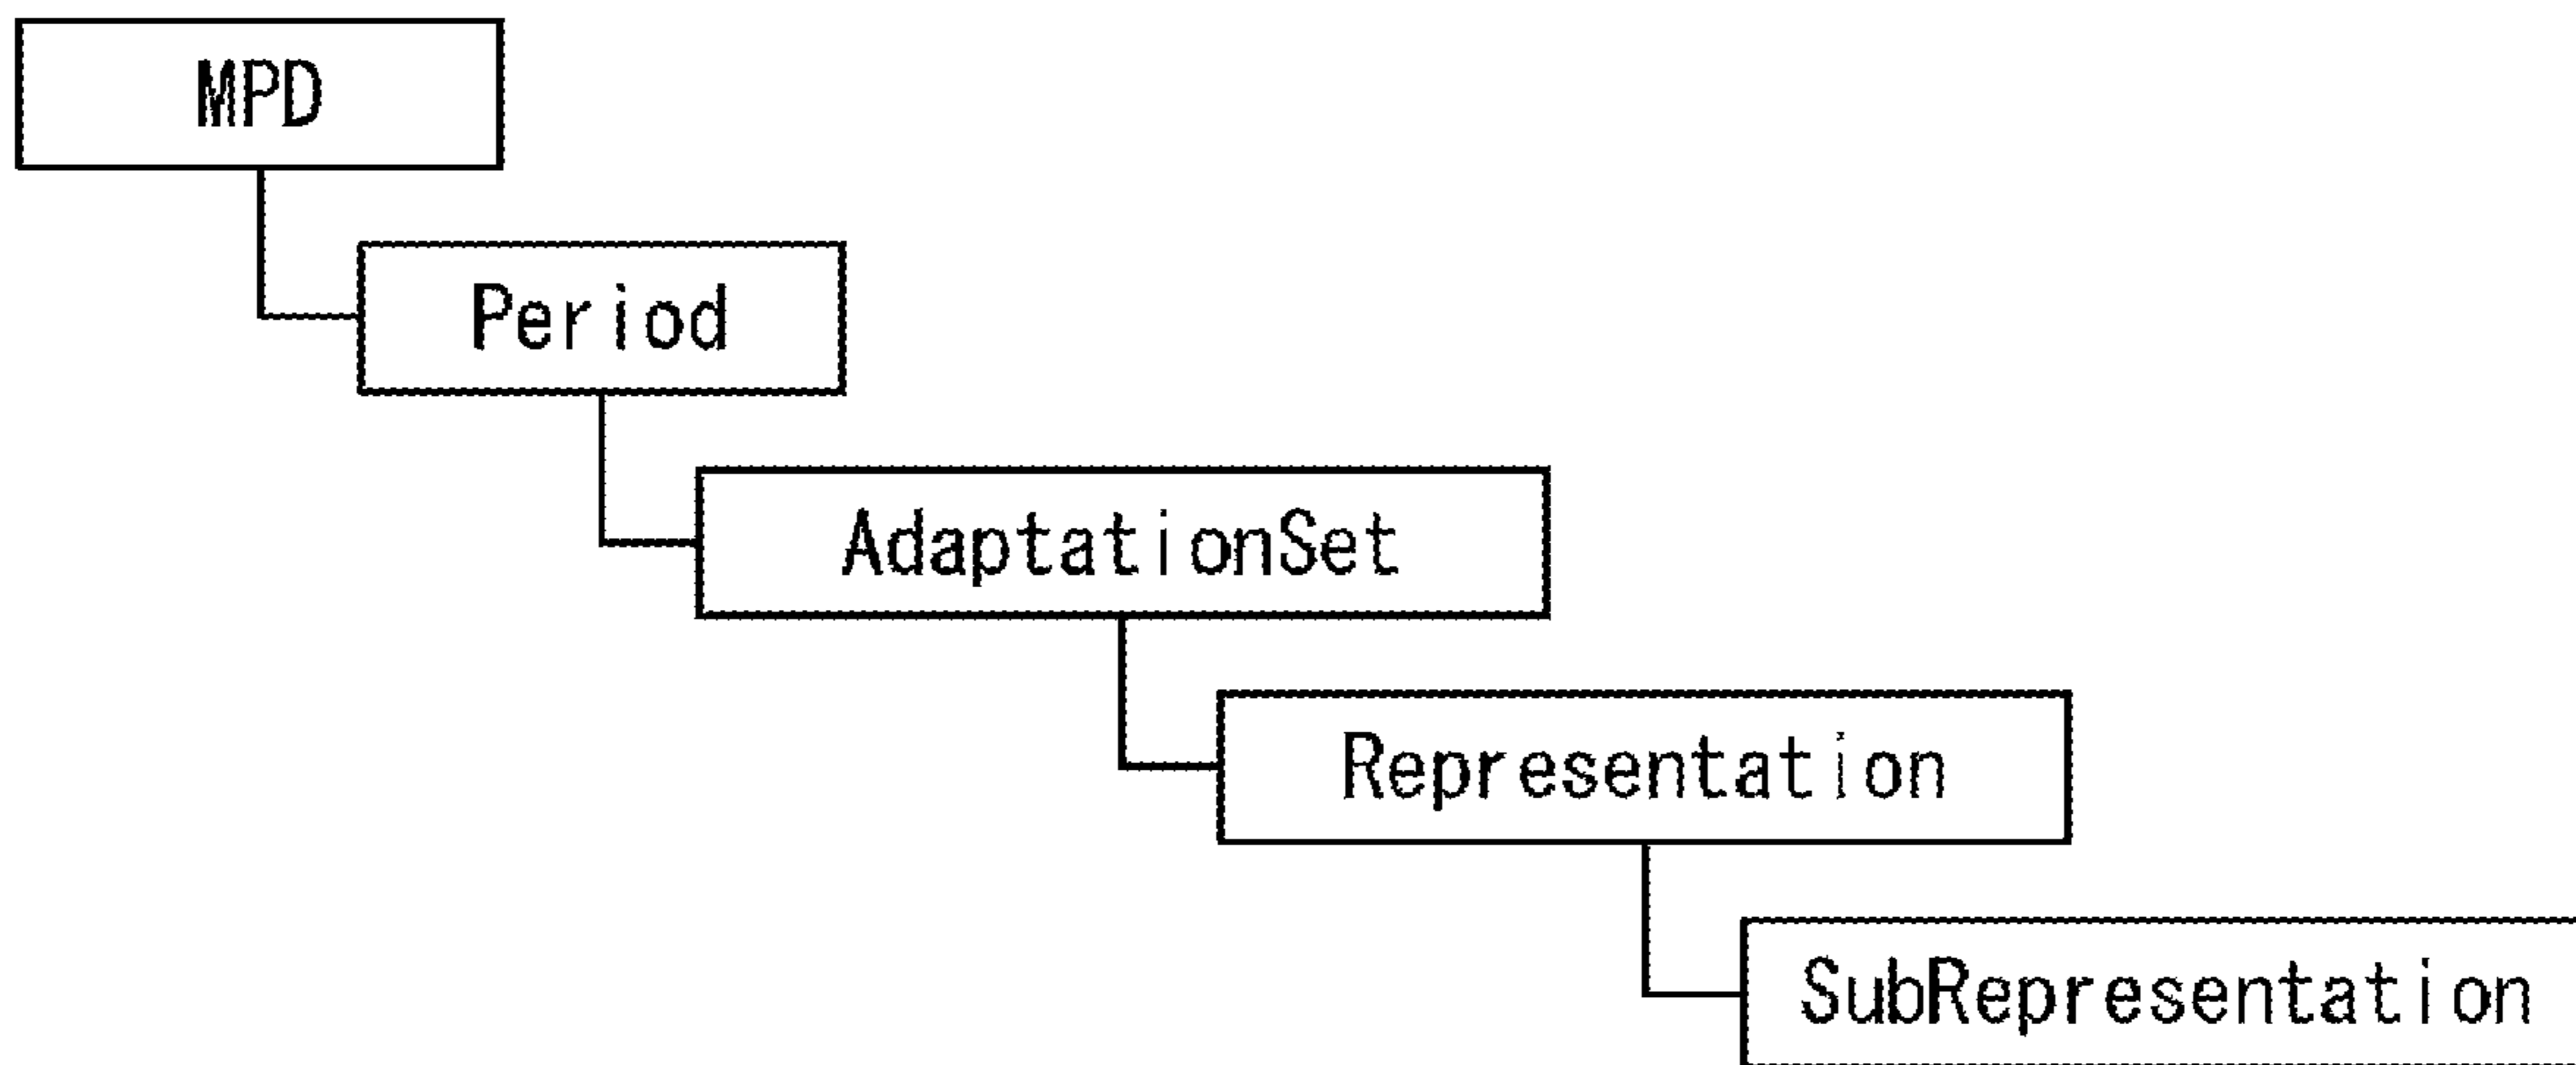 MPD
Period
AdaptationSet
Representation
SubRepresentation